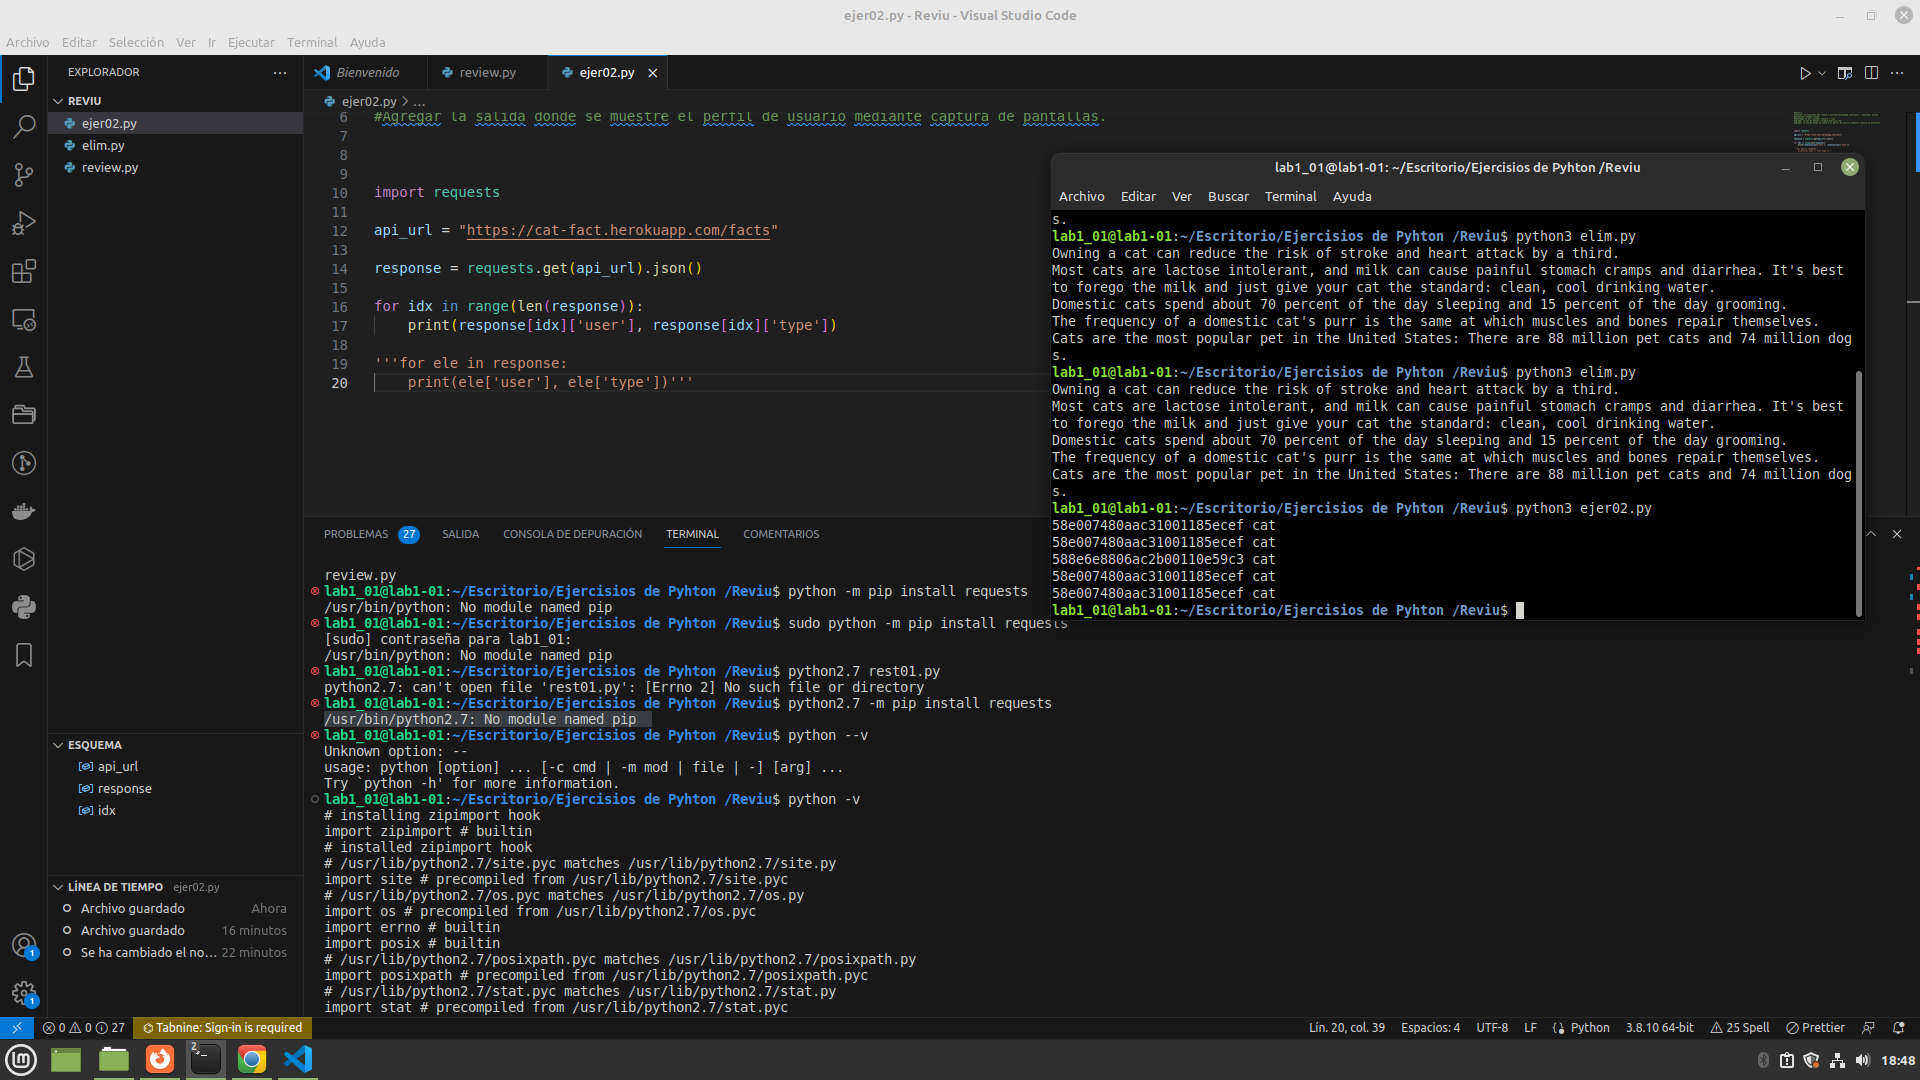 ejer02.py - Reviu - Visual Studio Code
Archivo Editar Selección Ver Ir Ejecutar Terminal Ayuda
EXPLORADOR
REVIU
ejer02.py
elim.py
review.py
ESQUEMA
api_url
response
idx
LÍNEA DE TIEMPO ejer02.py
Archivo guardado Ahora
Archivo guardado 16 minutos
Se ha cambiado el no... 22 minutos
Bienvenido review.py ejer02.py
ejer02.py > ...
6 #Agregar la salida donde se muestre el perfil de usuario mediante captura de pantallas.
7
8
9
10 import requests
11
12 api_url = "https://cat-fact.herokuapp.com/facts"
13
14 response = requests.get(api_url).json()
15
16 for idx in range(len(response)):
17 print(response[idx]['user'], response[idx]['type'])
18
19 '''for ele in response:
20 print(ele['user'], ele['type'])'''
PROBLEMAS 27 SALIDA CONSOLA DE DEPURACIÓN TERMINAL COMENTARIOS
review.py
lab1_01@lab1-01:~/Escritorio/Ejercisios de Pyhton /Reviu$ python -m pip install requests
/usr/bin/python: No module named pip
lab1_01@lab1-01:~/Escritorio/Ejercisios de Pyhton /Reviu$ sudo python -m pip install requests
[sudo] contraseña para lab1_01:
/usr/bin/python: No module named pip
lab1_01@lab1-01:~/Escritorio/Ejercisios de Pyhton /Reviu$ python2.7 rest01.py
python2.7: can't open file 'rest01.py': [Errno 2] No such file or directory
lab1_01@lab1-01:~/Escritorio/Ejercisios de Pyhton /Reviu$ python2.7 -m pip install requests
/usr/bin/python2.7: No module named pip
lab1_01@lab1-01:~/Escritorio/Ejercisios de Pyhton /Reviu$ python --v
Unknown option: --
usage: python [option] ... [-c cmd | -m mod | file | -] [arg] ...
Try `python -h' for more information.
lab1_01@lab1-01:~/Escritorio/Ejercisios de Pyhton /Reviu$ python -v
# installing zipimport hook
import zipimport # builtin
# installed zipimport hook
# /usr/lib/python2.7/site.pyc matches /usr/lib/python2.7/site.py
import site # precompiled from /usr/lib/python2.7/site.pyc
# /usr/lib/python2.7/os.pyc matches /usr/lib/python2.7/os.py
import os # precompiled from /usr/lib/python2.7/os.pyc
import errno # builtin
import posix # builtin
# /usr/lib/python2.7/posixpath.pyc matches /usr/lib/python2.7/posixpath.py
import posixpath # precompiled from /usr/lib/python2.7/posixpath.pyc
# /usr/lib/python2.7/stat.pyc matches /usr/lib/python2.7/stat.py
import stat # precompiled from /usr/lib/python2.7/stat.pyc
lab1_01@lab1-01: ~/Escritorio/Ejercisios de Pyhton /Reviu
Archivo Editar Ver Buscar Terminal Ayuda
s.
lab1_01@lab1-01:~/Escritorio/Ejercisios de Pyhton /Reviu$ python3 elim.py
Owning a cat can reduce the risk of stroke and heart attack by a third.
Most cats are lactose intolerant, and milk can cause painful stomach cramps and diarrhea. It's best
to forego the milk and just give your cat the standard: clean, cool drinking water.
Domestic cats spend about 70 percent of the day sleeping and 15 percent of the day grooming.
The frequency of a domestic cat's purr is the same at which muscles and bones repair themselves.
Cats are the most popular pet in the United States: There are 88 million pet cats and 74 million dog
s.
lab1_01@lab1-01:~/Escritorio/Ejercisios de Pyhton /Reviu$ python3 elim.py
Owning a cat can reduce the risk of stroke and heart attack by a third.
Most cats are lactose intolerant, and milk can cause painful stomach cramps and diarrhea. It's best
to forego the milk and just give your cat the standard: clean, cool drinking water.
Domestic cats spend about 70 percent of the day sleeping and 15 percent of the day grooming.
The frequency of a domestic cat's purr is the same at which muscles and bones repair themselves.
Cats are the most popular pet in the United States: There are 88 million pet cats and 74 million dog
s.
lab1_01@lab1-01:~/Escritorio/Ejercisios de Pyhton /Reviu$ python3 ejer02.py
58e007480aac31001185ecef cat
58e007480aac31001185ecef cat
588e6e8806ac2b00110e59c3 cat
58e007480aac31001185ecef cat
58e007480aac31001185ecef cat
lab1_01@lab1-01:~/Escritorio/Ejercisios de Pyhton /Reviu$
1
1
0 0 27 Tabnine: Sign-in is required Lín. 20, col. 39 Espacios: 4 UTF-8 LF Python 3.8.10 64-bit 25 Spell Prettier
2
18:48